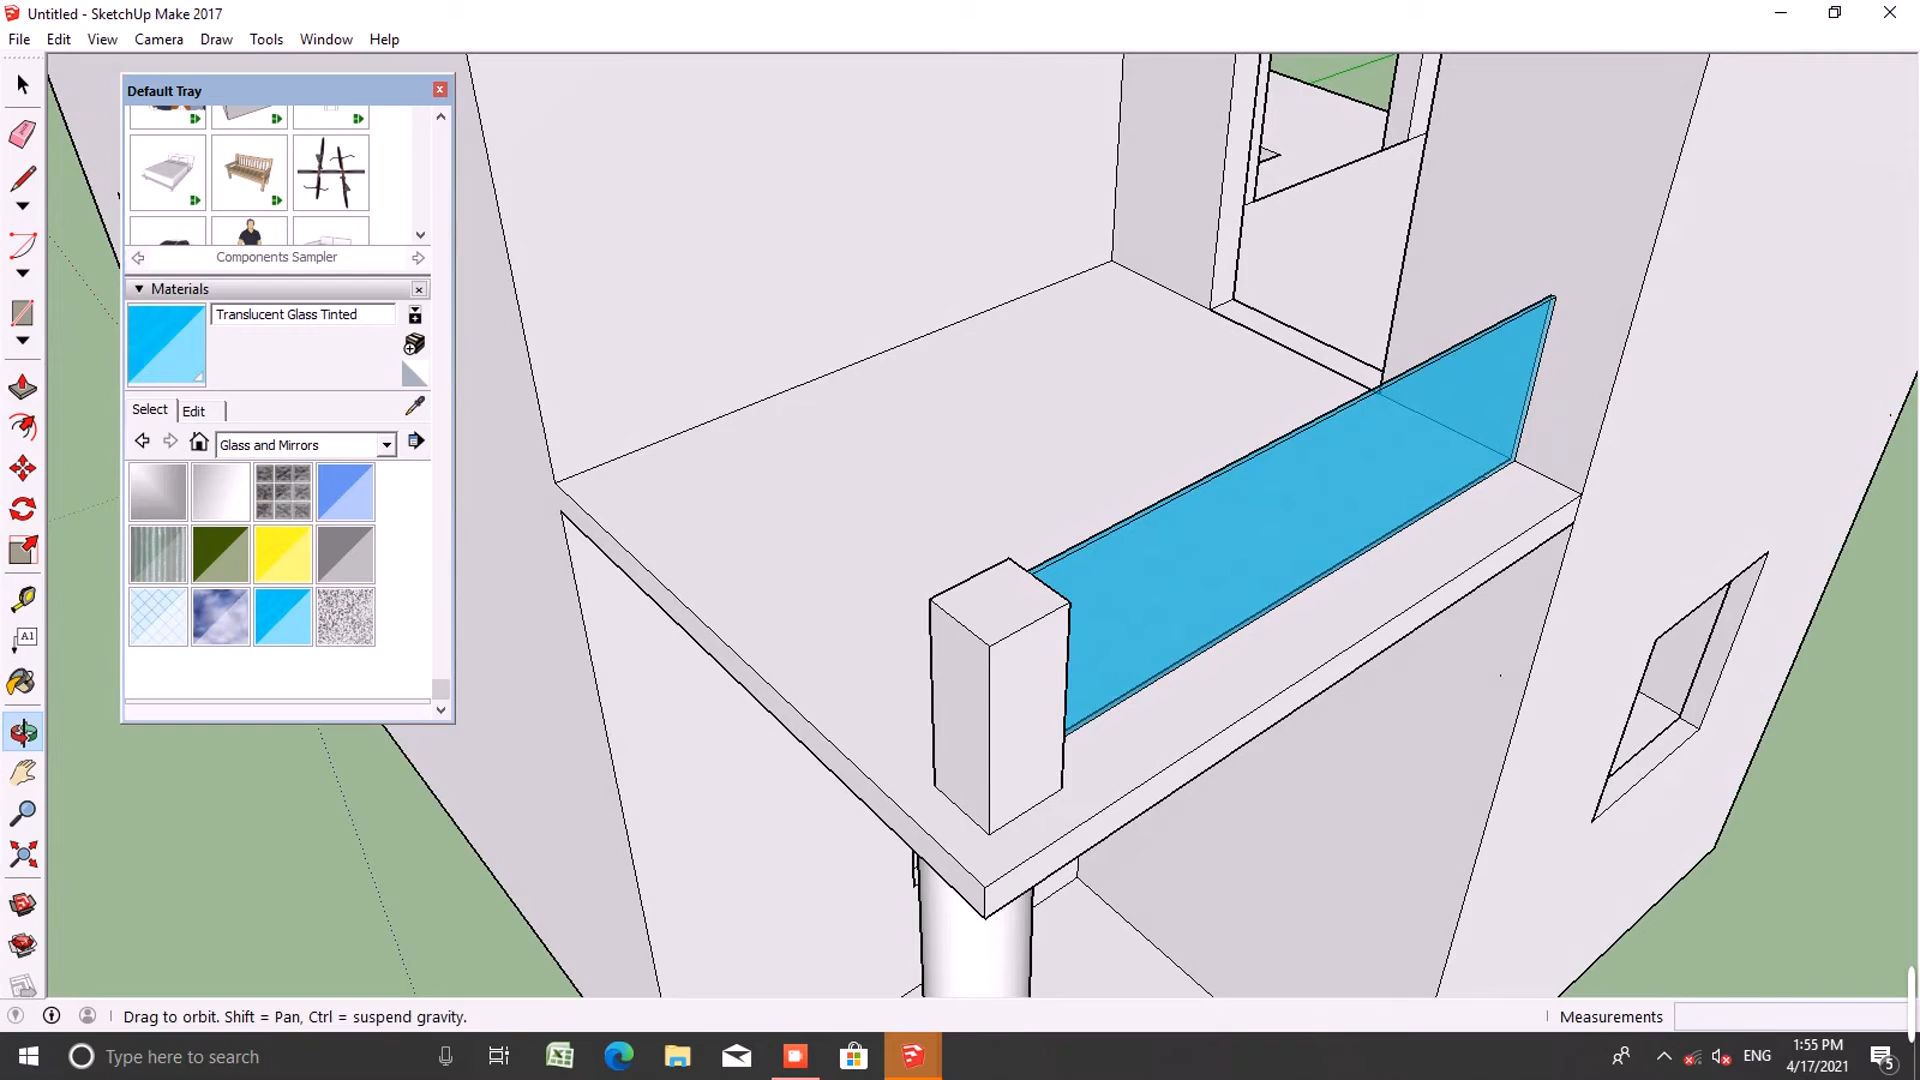 Untitled - SketchUp Make 2017
File Edit View Camera Draw Tools Window Help
Default Tray
Components Sampler
Materials
Translucent Glass Tinted
Select Edit
Glass and Mirrors
A1
Drag to orbit. Shift = Pan, Ctrl = suspend gravity.
Measurements
Type here to search
ENG
1:55 PM
4/17/2021
5